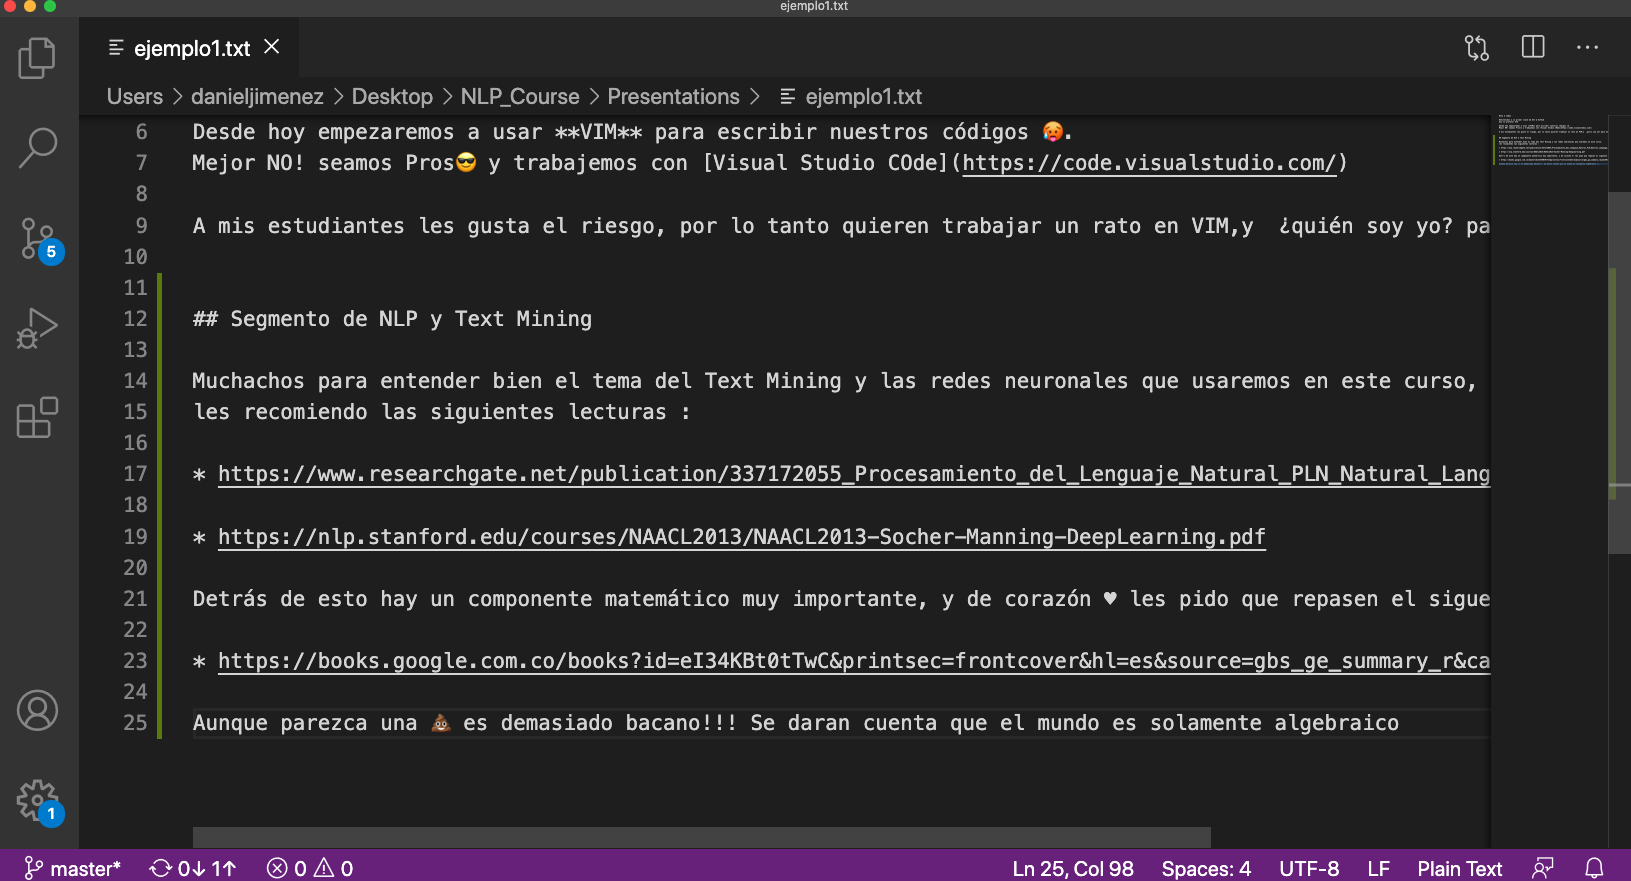 ejemplo1.txt
ejemplo1.txt
Users > danieljimenez > Desktop > NLP_Course > Presentations > ejemplo1.txt
6 Desde hoy empezaremos a usar **VIM** para escribir nuestros códigos 🥵.
7 Mejor NO! seamos Pros😎 y trabajemos con [Visual Studio COde](https://code.visualstudio.com/)
8
9 A mis estudiantes les gusta el riesgo, por lo tanto quieren trabajar un rato en VIM,y  ¿quién soy yo? pa
10
11
12 ## Segmento de NLP y Text Mining
13
14 Muchachos para entender bien el tema del Text Mining y las redes neuronales que usaremos en este curso,
15 les recomiendo las siguientes lecturas :
16
17 * https://www.researchgate.net/publication/337172055_Procesamiento_del_Lenguaje_Natural_PLN_Natural_Lang
18
19 * https://nlp.stanford.edu/courses/NAACL2013/NAACL2013-Socher-Manning-DeepLearning.pdf
20
21 Detrás de esto hay un componente matemático muy importante, y de corazón ♥ les pido que repasen el sigue
22
23 * https://books.google.com.co/books?id=eI34KBt0tTwC&printsec=frontcover&hl=es&source=gbs_ge_summary_r&ca
24
25 Aunque parezca una 💩 es demasiado bacano!!! Se daran cuenta que el mundo es solamente algebraico
5
1
master* 0↓ 1↑ 0 0 Ln 25, Col 98 Spaces: 4 UTF-8 LF Plain Text